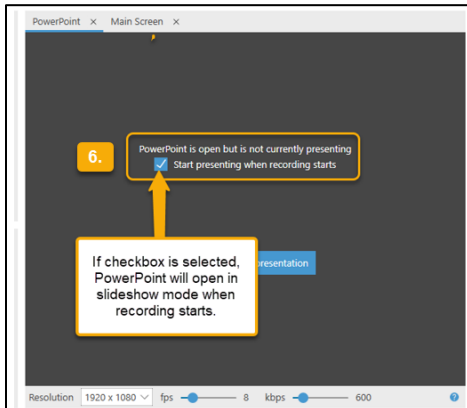 PowerPoint × Main Screen ×
PowerPoint is open but is not currently presenting
6.
Start presenting when recording starts
If checkbox is selected,
PowerPoint will open in
slideshow mode when
recording starts.
Resolution 1920 x 1080 fps 8 kbps 600 ?